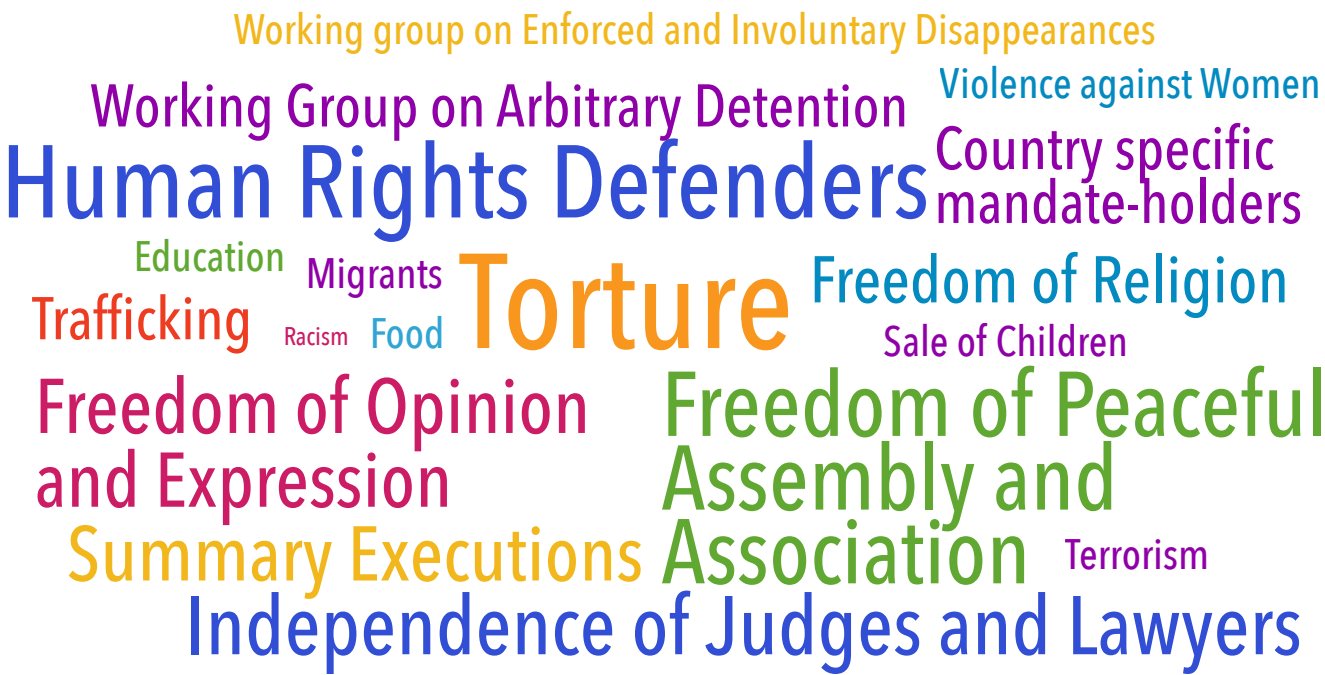 Working group on Enforced and Involuntary Disappearances
Violence against Women
Working Group on Arbitrary Detention
Country specific
mandate-holders
Human Rights Defenders
Education
Migrants
Torture
Freedom of Religion
Trafficking
Racism
Food
Sale of Children
Freedom of Opinion
and Expression
Freedom of Peaceful
Assembly and
Association
Summary Executions
Terrorism
Independence of Judges and Lawyers